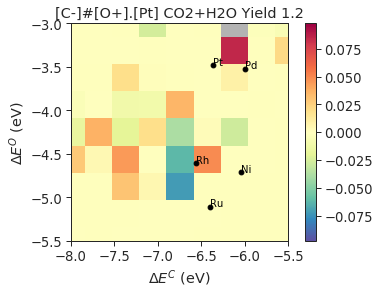 [C-]#[O+].[Pt] CO2+H2O Yield 1.2
−3.0
−3.5
−4.0
−4.5
−5.0
−5.5
ΔE^O (eV)
Pt
Pd
Rh
Ni
Ru
−8.0 −7.5 −7.0 −6.5 −6.0 −5.5
ΔE^C (eV)
0.075
0.050
0.025
0.000
−0.025
−0.050
−0.075